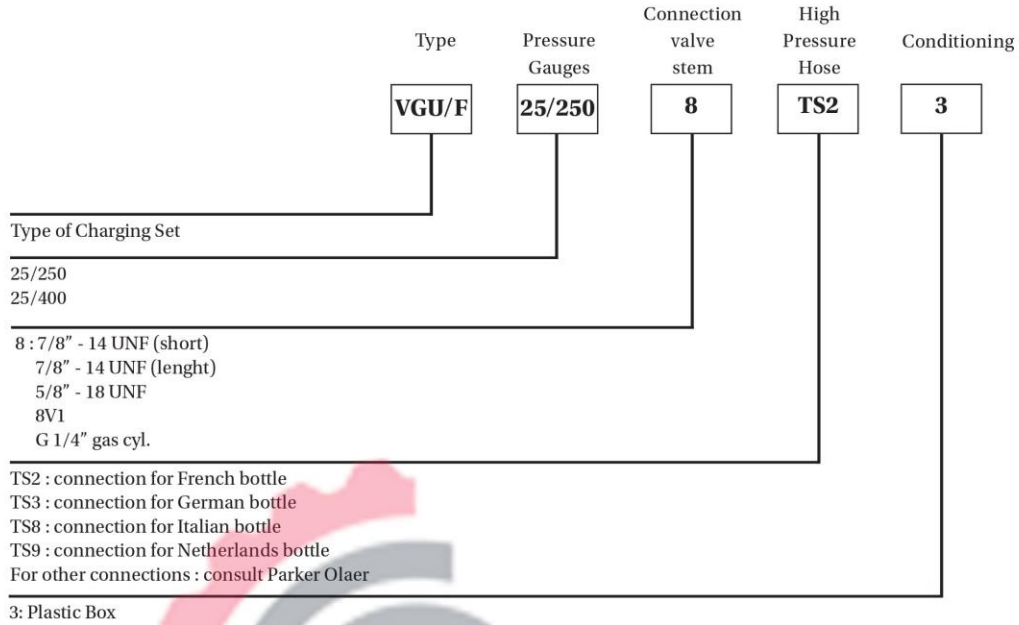 Type
Pressure
Gauges
Connection
valve
stem
High
Pressure
Hose
Conditioning
VGU/F
25/250
8
TS2
3
Type of Charging Set
25/250
25/400
8 : 7/8" - 14 UNF (short)
7/8" - 14 UNF (lenght)
5/8" - 18 UNF
8V1
G 1/4" gas cyl.
TS2 : connection for French bottle
TS3 : connection for German bottle
TS8 : connection for Italian bottle
TS9 : connection for Netherlands bottle
For other connections : consult Parker Olaer
3: Plastic Box